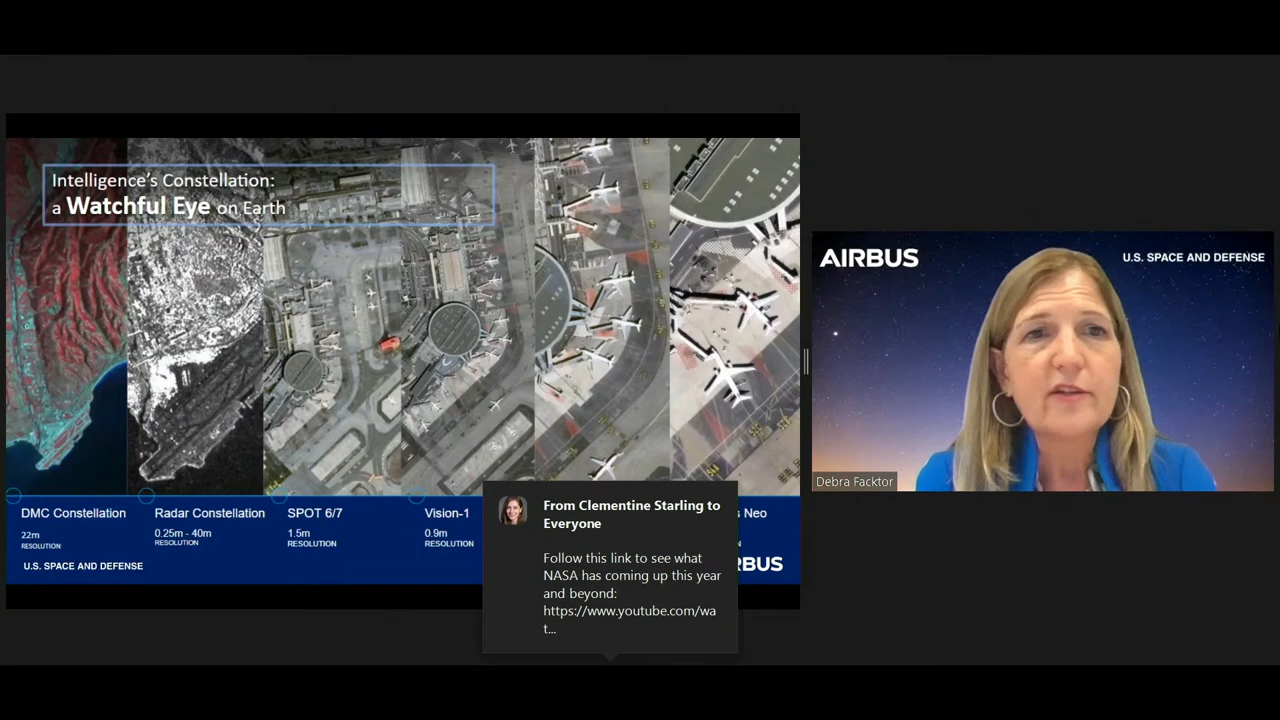 Intelligence's Constellation:
a Watchful Eye on Earth
DMC Constellation
22m
RESOLUTION
Radar Constellation
0.25m - 40m
RESOLUTION
SPOT 6/7
1.5m
RESOLUTION
Vision-1
0.9m
RESOLUTION
Neo
U.S. SPACE AND DEFENSE
From Clementine Starling to
Everyone
Follow this link to see what
NASA has coming up this year
and beyond:
https://www.youtube.com/wa
t...
AIRBUS
U.S. SPACE AND DEFENSE
Debra Facktor